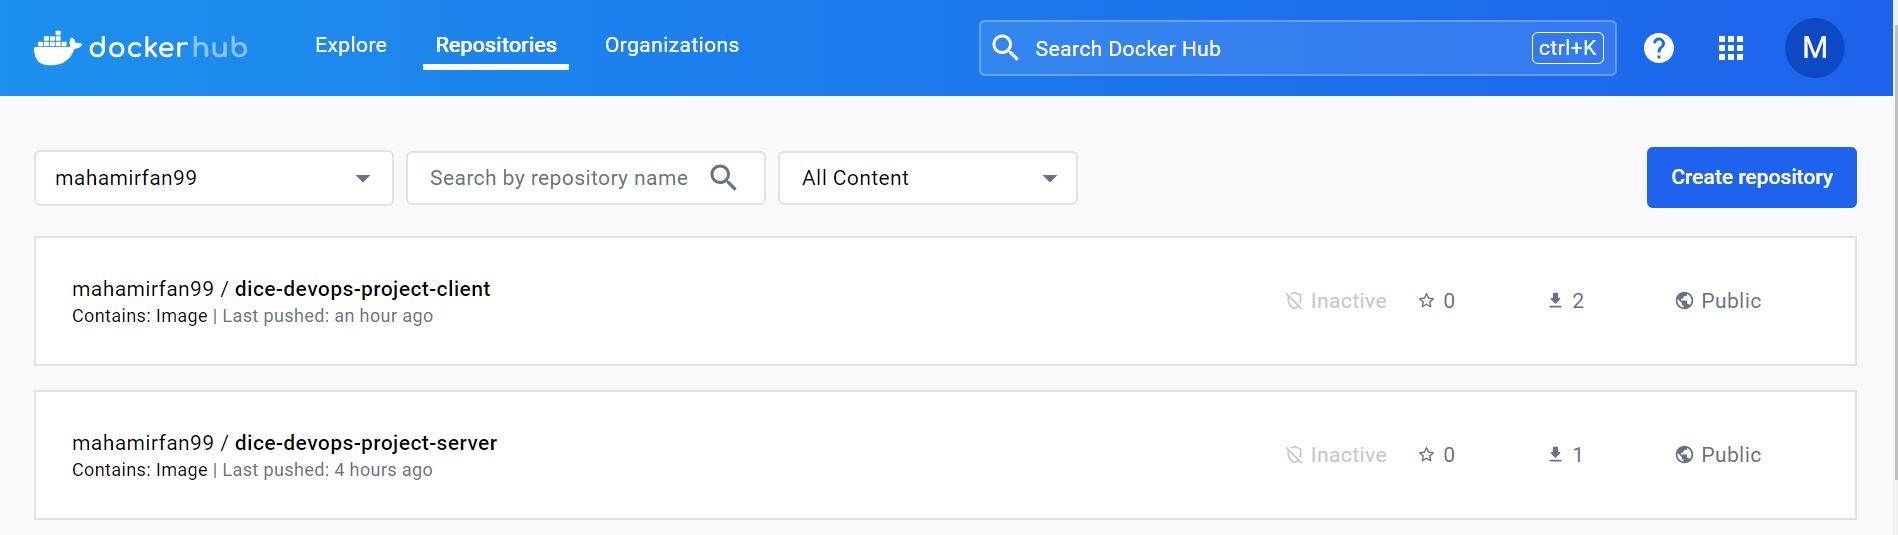 dockerhub Explore Repositories Organizations Search Docker Hub ctrl+K ? M
mahamirfan99 Search by repository name All Content Create repository
mahamirfan99 / dice-devops-project-client
Contains: Image | Last pushed: an hour ago
Inactive 0 2 Public
mahamirfan99 / dice-devops-project-server
Contains: Image | Last pushed: 4 hours ago
Inactive 0 1 Public